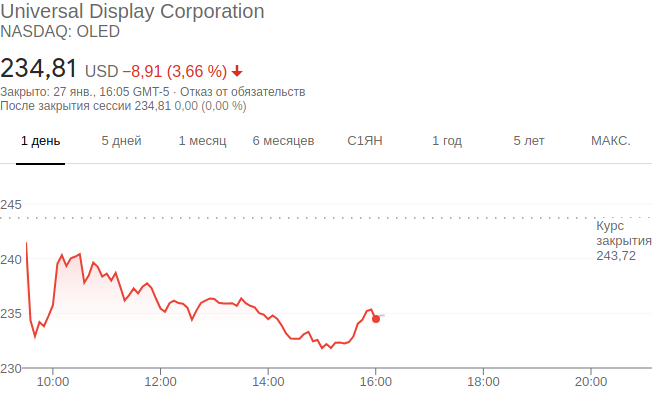 Universal Display Corporation
NASDAQ: OLED
234,81 USD −8,91 (3,66 %)
Закрыто: 27 янв., 16:05 GMT-5 · Отказ от обязательств
После закрытия сессии 234,81 0,00 (0,00 %)
1 день 5 дней 1 месяц 6 месяцев С1ЯН 1 год 5 лет МАКС.
245
Курс
закрытия
243,72
240
235
230
10:00 12:00 14:00 16:00 18:00 20:00